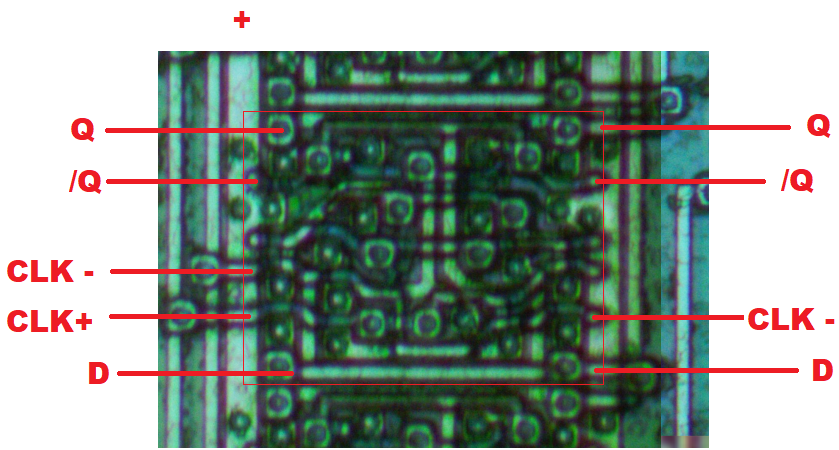 +
Q Q
/Q /Q
CLK -
CLK+ CLK -
D D